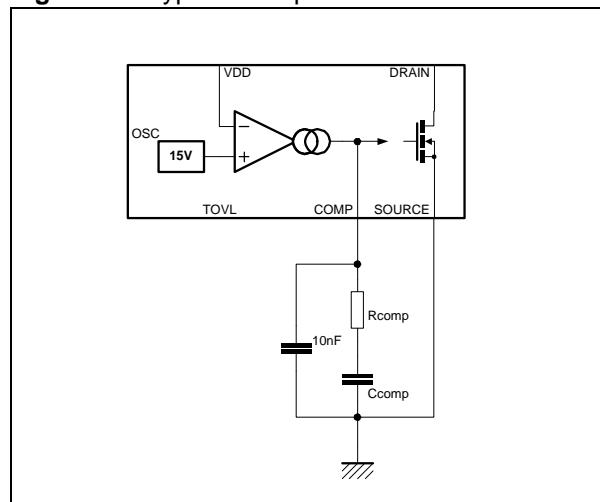 VDD
DRAIN
OSC
15V
TOVL
COMP
SOURCE
10nF
Rcomp
Ccomp